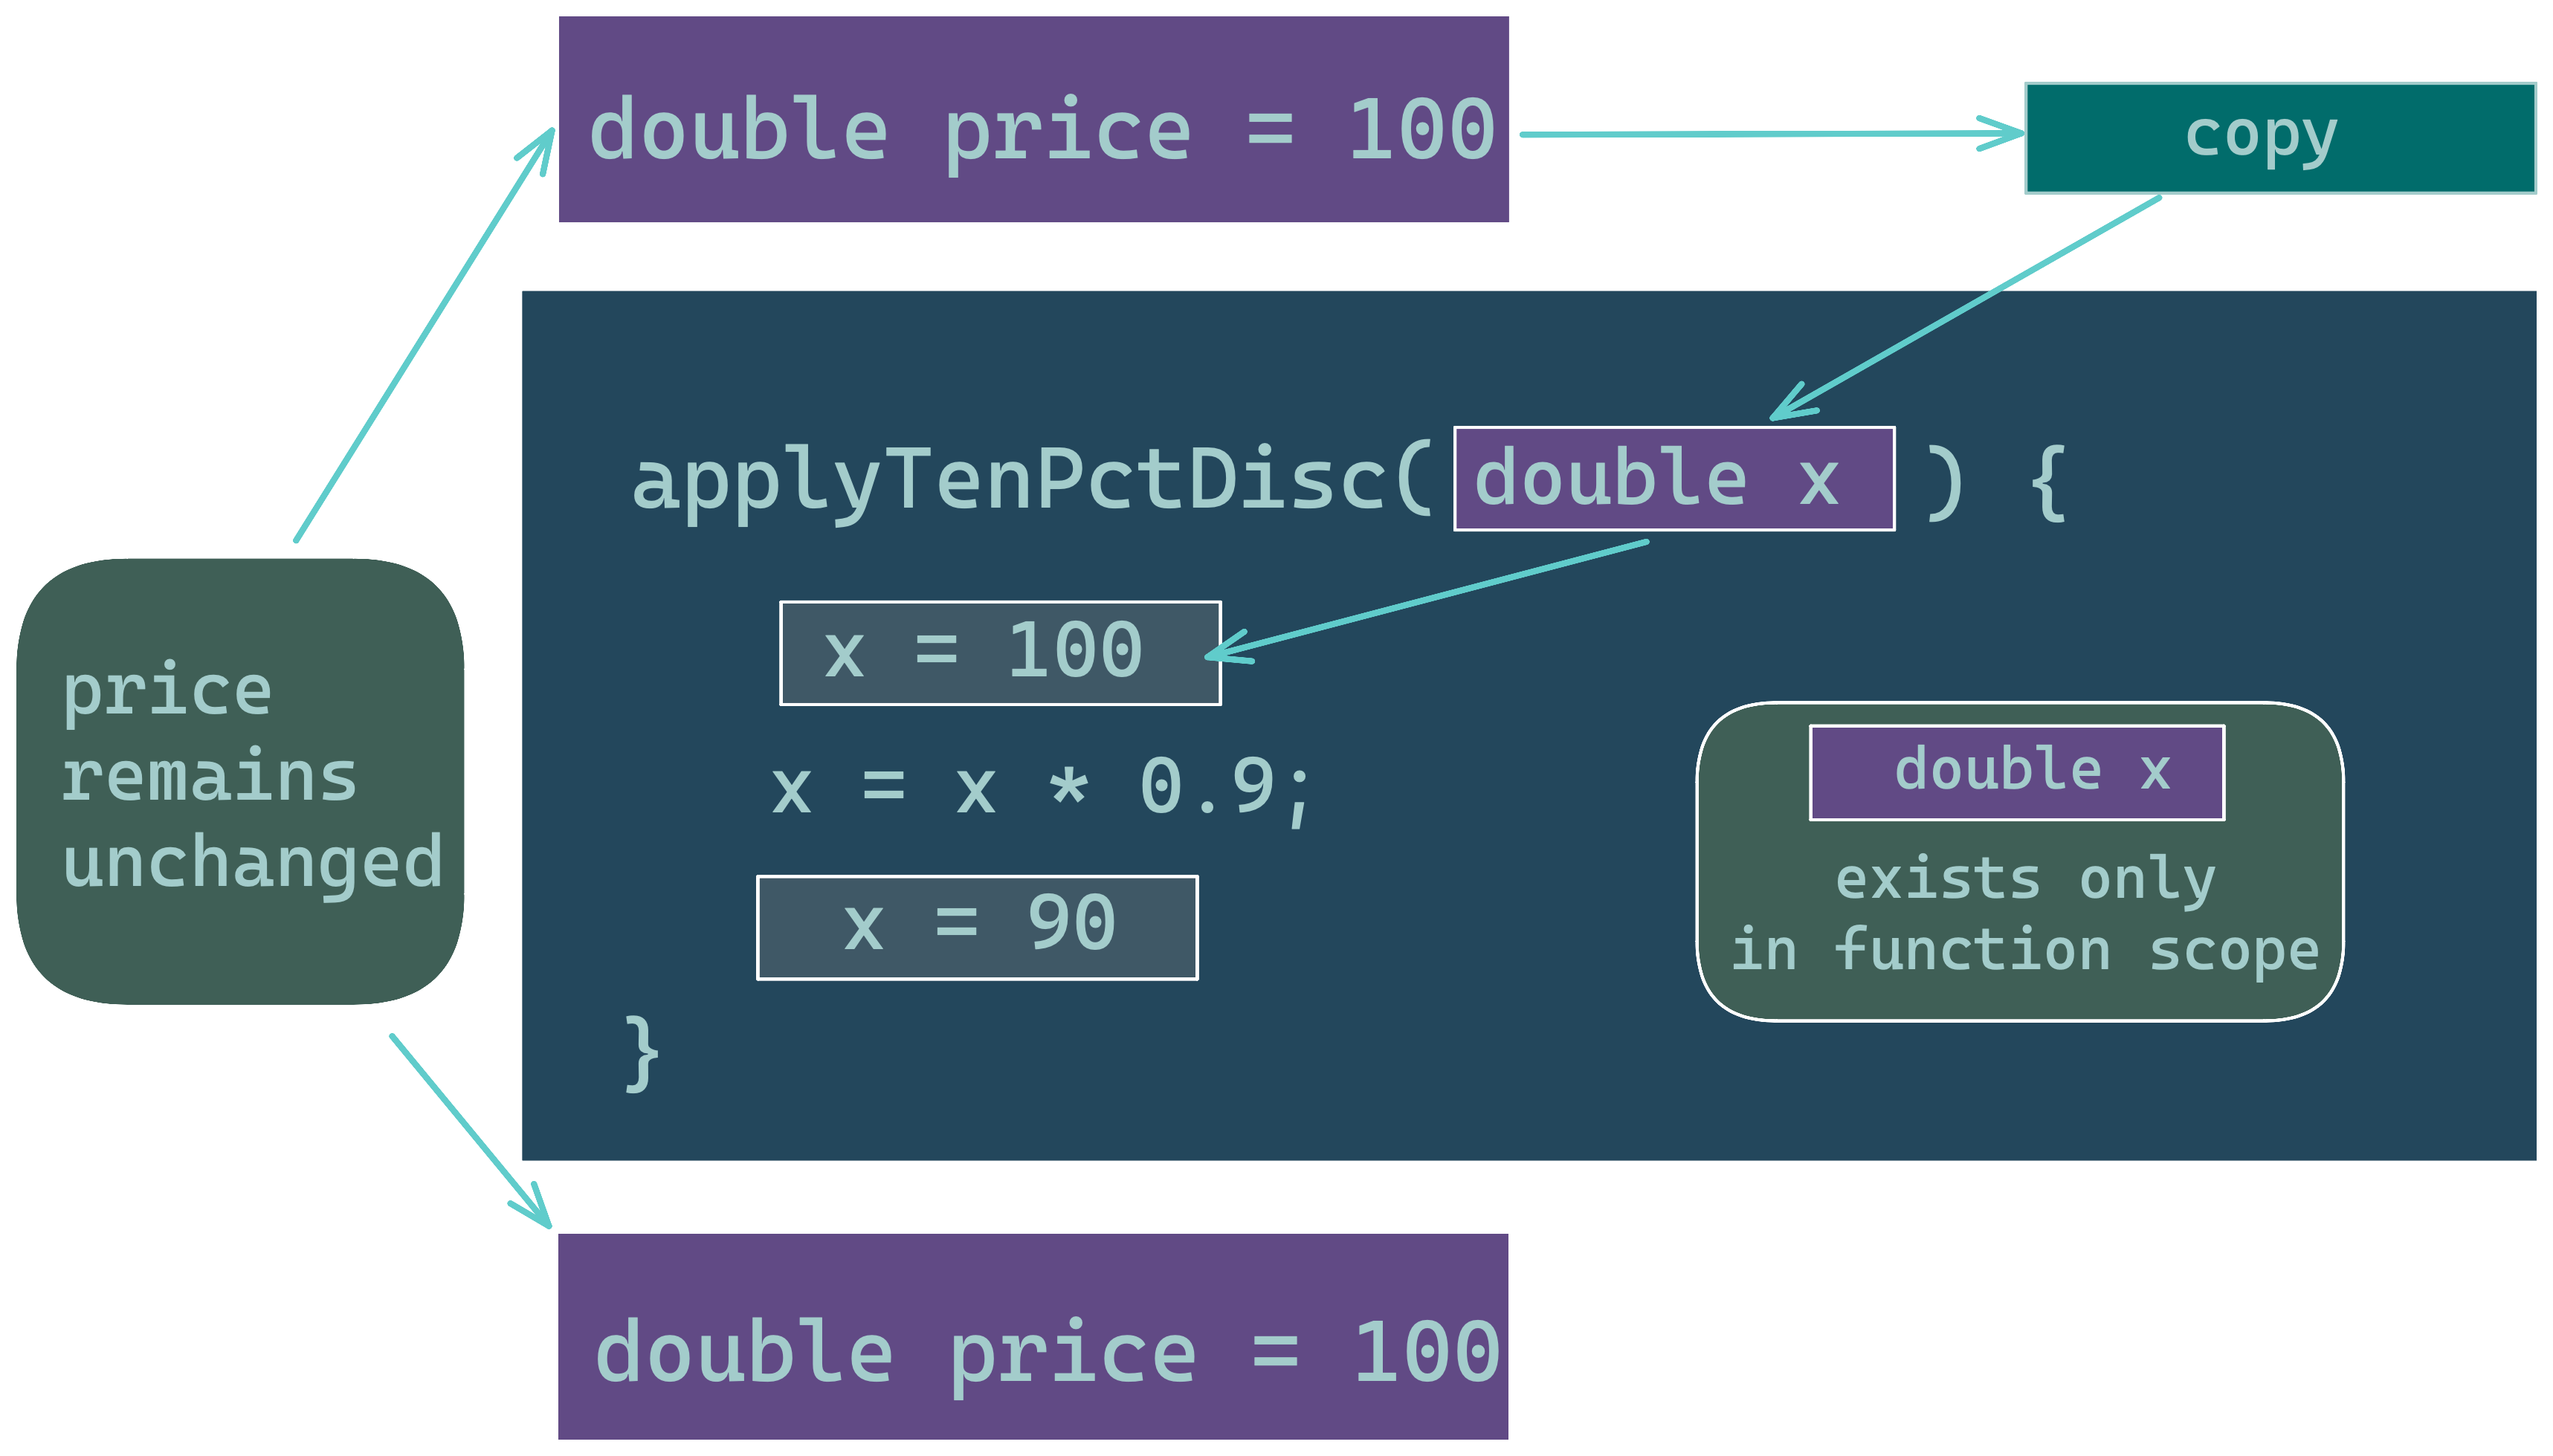 double price = 100
copy
applyTenPctDisc( double x ) {
x = 100
x = x * 0.9;
x = 90
}
double x
exists only
in function scope
price
remains
unchanged
double price = 100